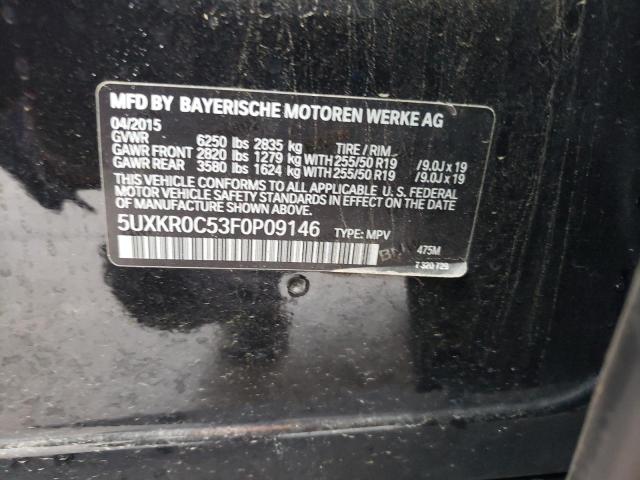 MFD BY BAYERISCHE MOTOREN WERKE AG
04/2015
GVWR 6250 lbs 2835 kg TIRE / RIM
GAWR FRONT 2820 lbs 1279 kg WITH 255/50 R19 /9.0J x 19
GAWR REAR 3580 lbs 1624 kg WITH 255/50 R19 /9.0J x 19
THIS VEHICLE CONFORMS TO ALL APPLICABLE U. S. FEDERAL
MOTOR VEHICLE SAFETY STANDARDS IN EFFECT ON THE DATE
OF MANUFACTURE SHOWN ABOVE.
5UXKR0C53F0P09146 TYPE: MPV
475M
7 320 729